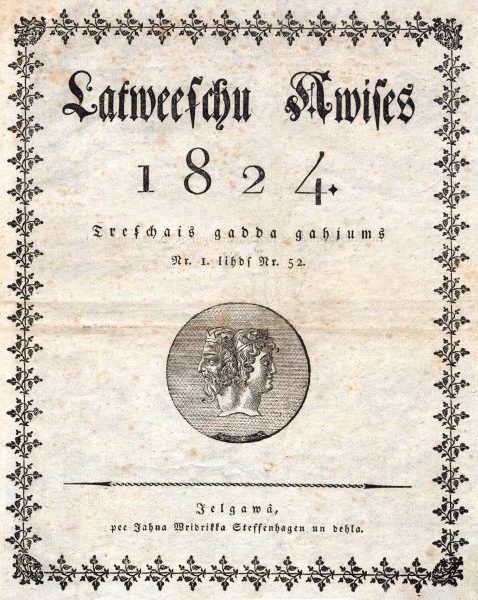 Latweeſchu Awiſes
1824.
Treſchais gadda gahjums
Nr. 1. lihdſ Nr. 52.
Jelgawâ,
pee Jahna Wridrikka Steffenhagen un dehla.